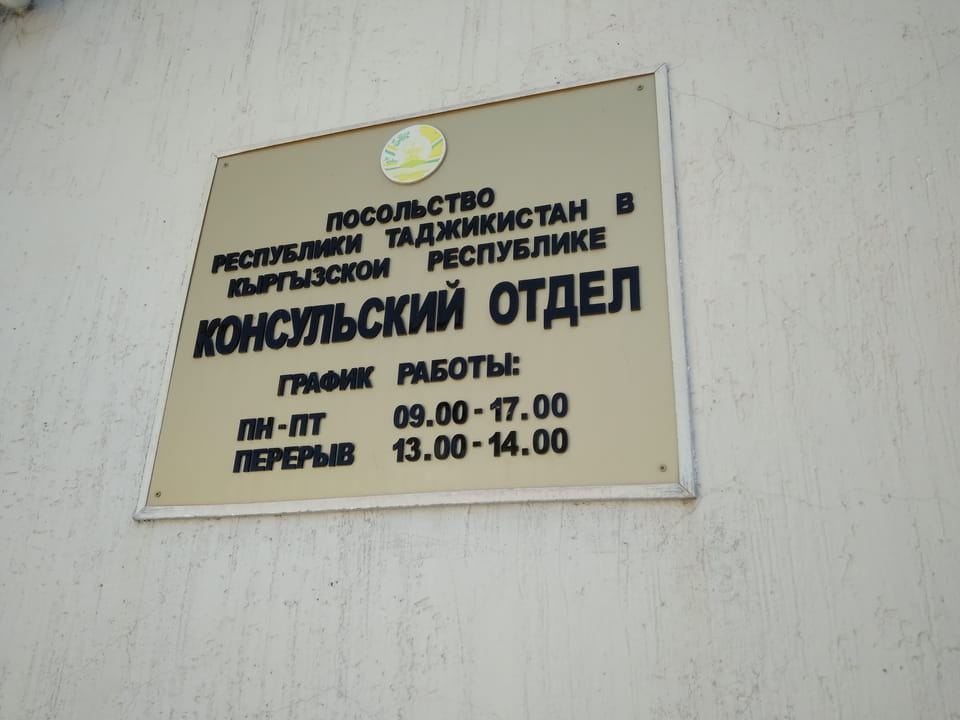 ПОСОЛЬСТВО
РЕСПУБЛИКИ ТАДЖИКИСТАН В
КЫРГЫЗСКОЙ РЕСПУБЛИКЕ
КОНСУЛЬСКИЙ ОТДЕЛ
ГРАФИК РАБОТЫ:
ПН-ПТ 09.00-17.00
ПЕРЕРЫВ 13.00-14.00